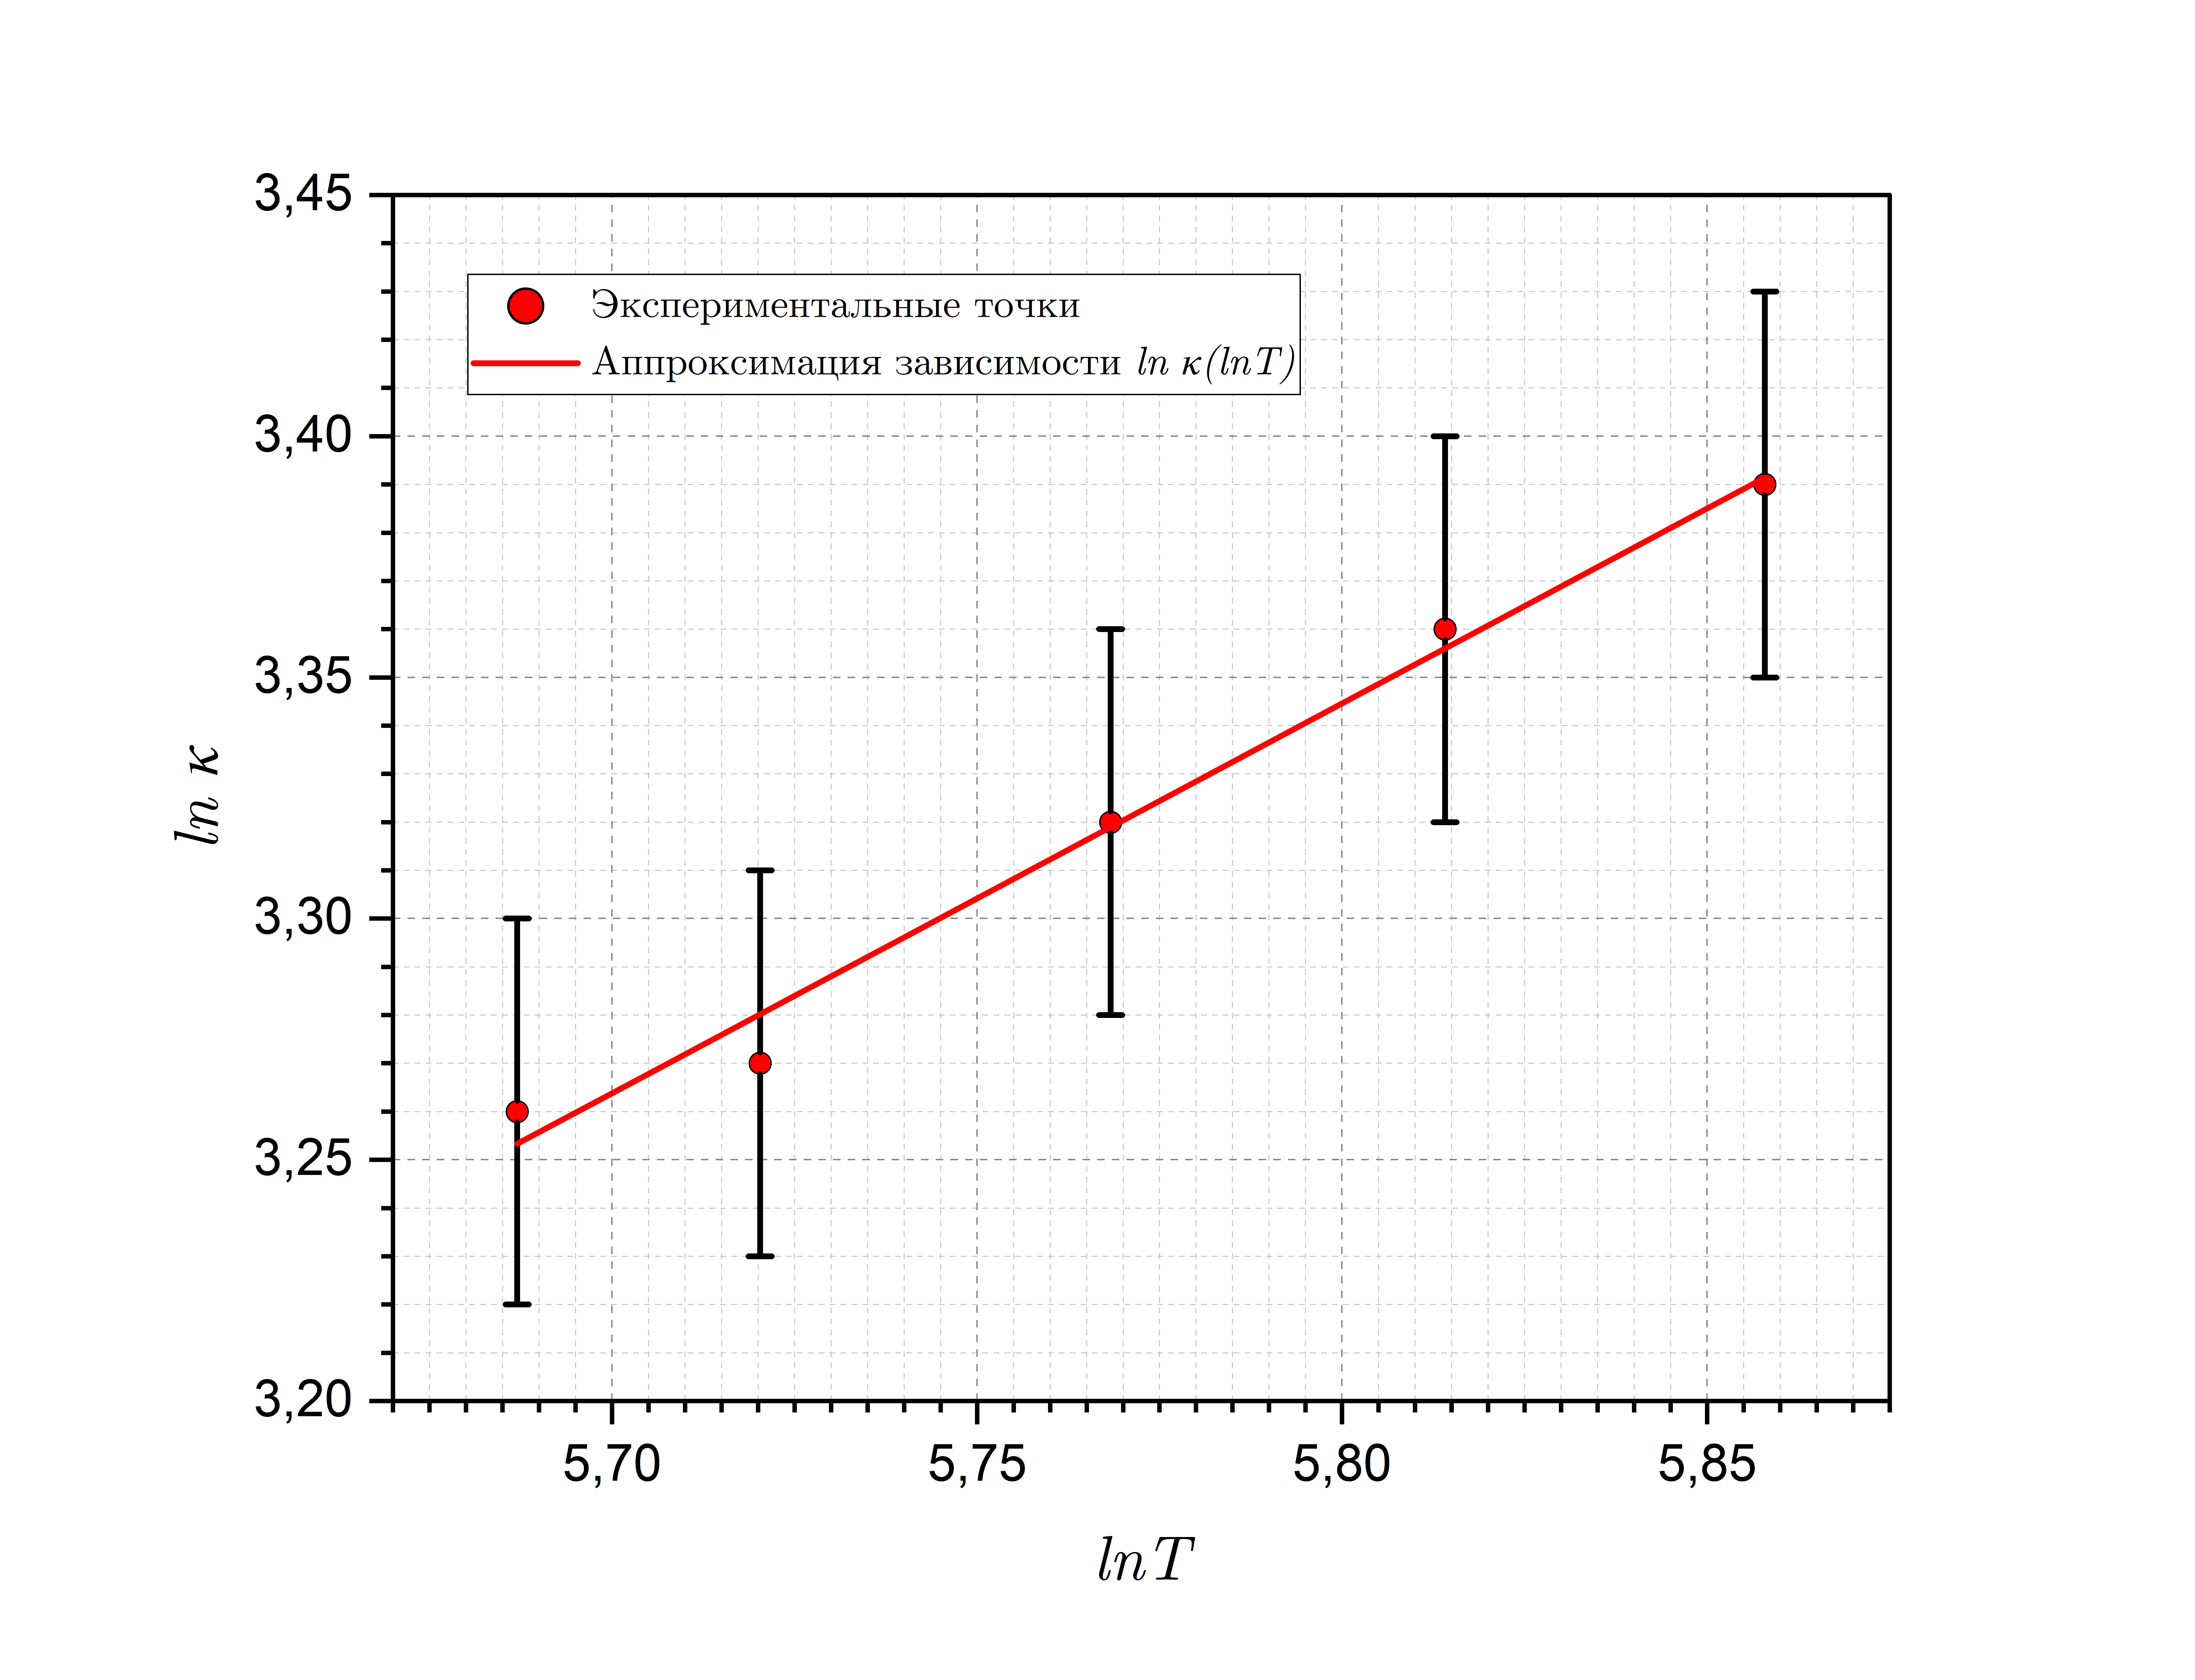 3,45
Экспериментальные точки
Аппроксимация зависимости ln κ(lnT)
3,40
3,35
ln κ
3,30
3,25
3,20
5,70 5,75 5,80 5,85
lnT